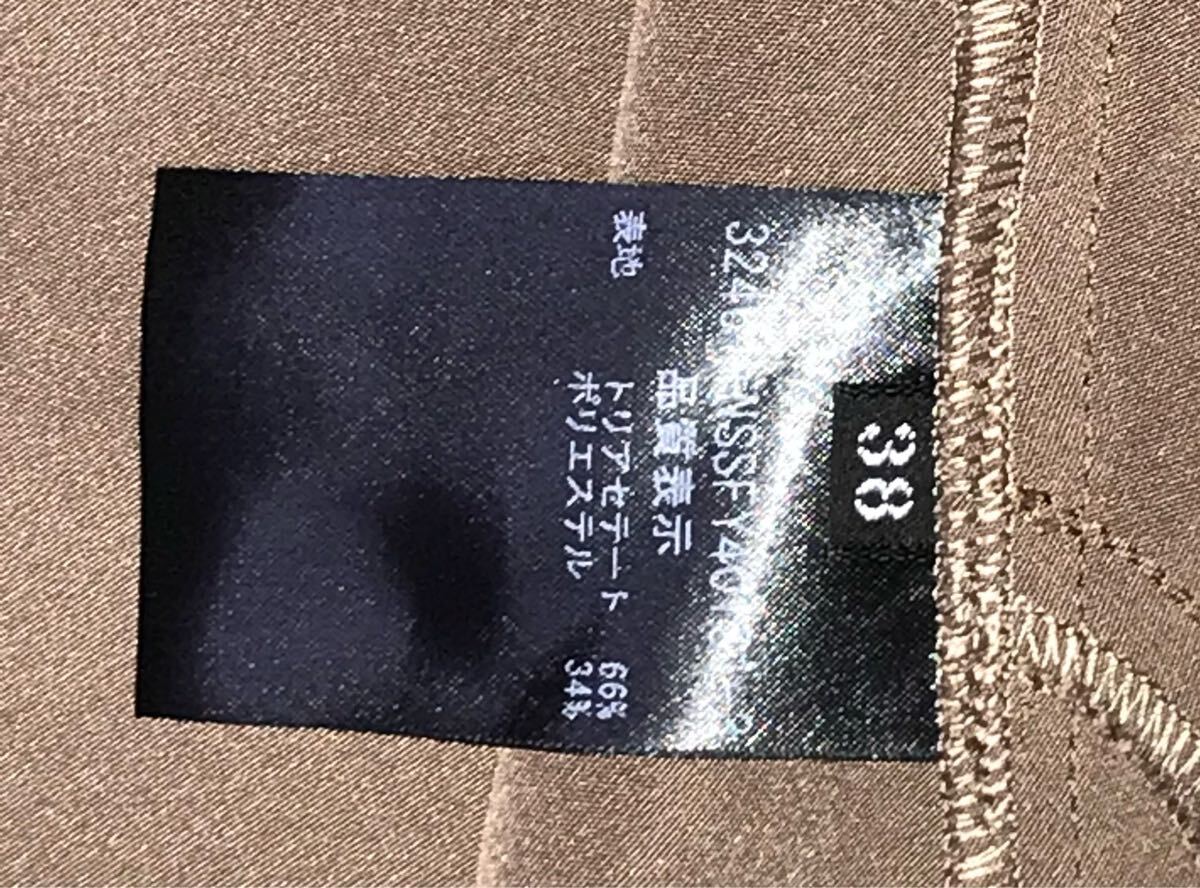 38
品質表示
表地
トリアセテート 66%
ポリエステル 34%